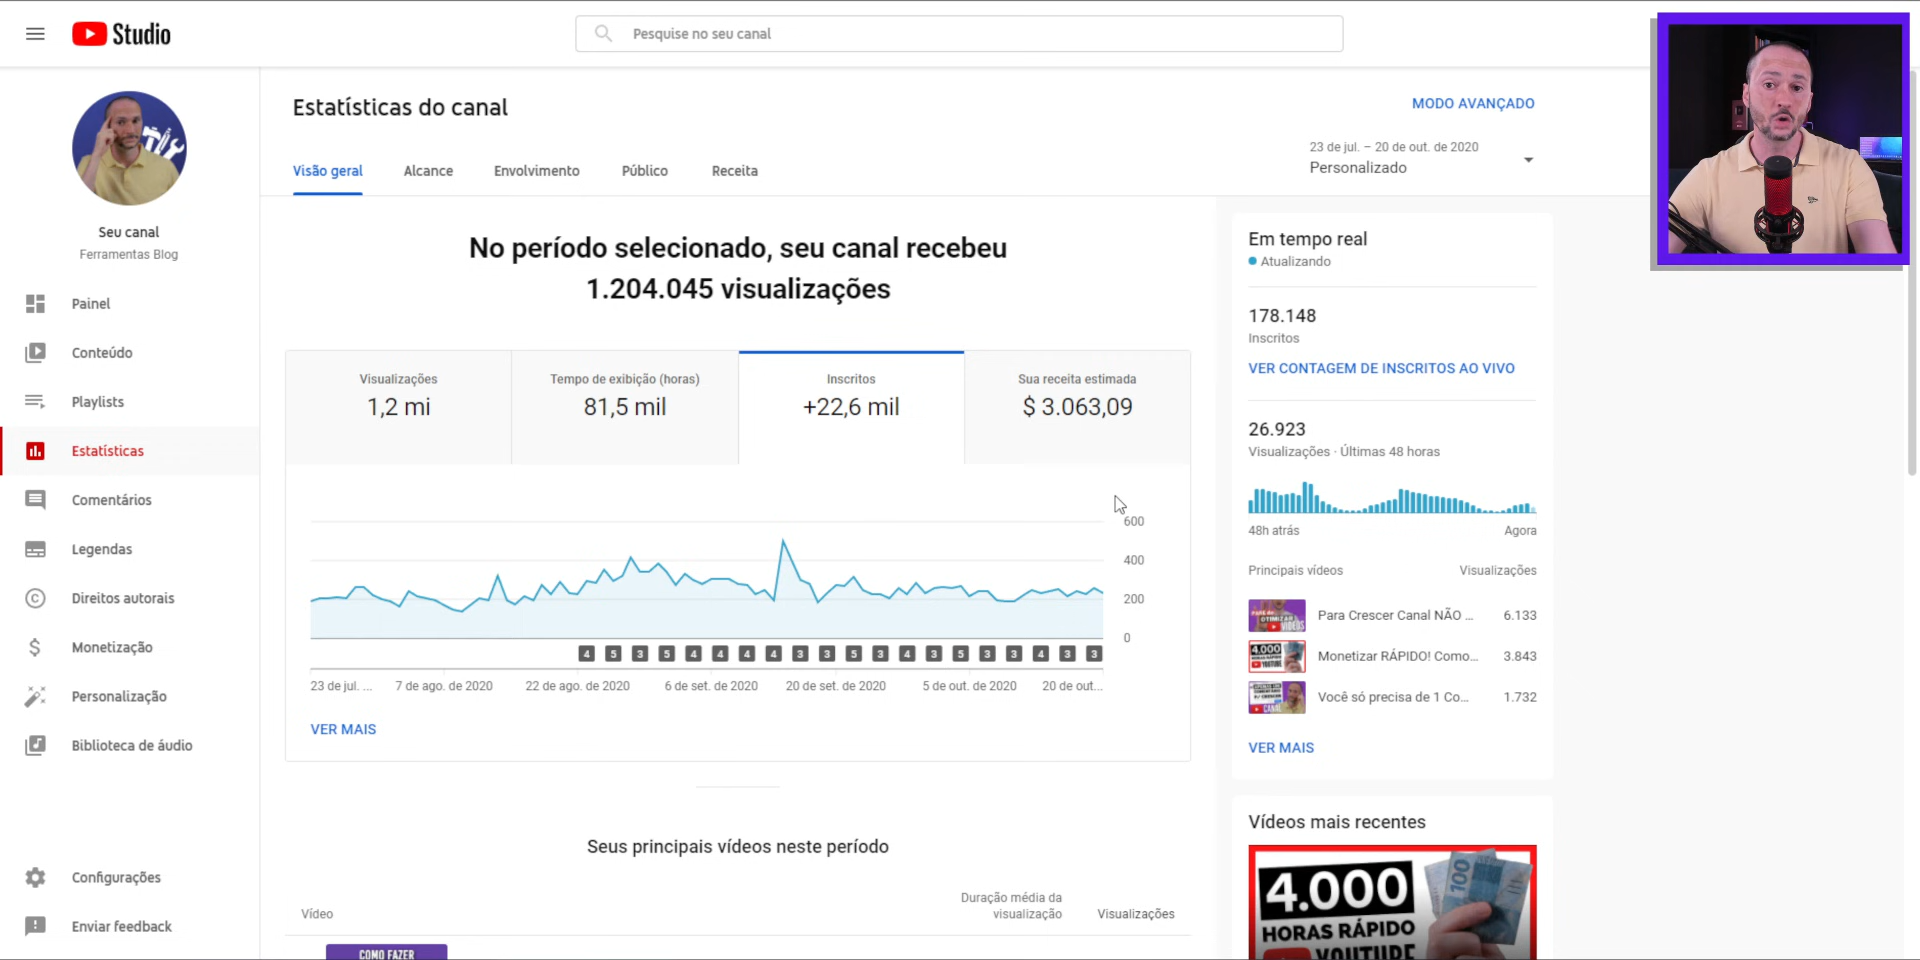 Studio
Pesquise no seu canal
Seu canal
Ferramentas Blog
Painel
Conteúdo
Playlists
Estatísticas
Comentários
Legendas
Direitos autorais
Monetização
Personalização
Biblioteca de áudio
Configurações
Enviar feedback
Estatísticas do canal
MODO AVANÇADO
Visão geral
Alcance
Envolvimento
Público
Receita
23 de jul. – 20 de out. de 2020
Personalizado
No período selecionado, seu canal recebeu
1.204.045 visualizações
Visualizações
1,2 mi
Tempo de exibição (horas)
81,5 mil
Inscritos
+22,6 mil
Sua receita estimada
$ 3.063,09
600
400
200
0
4 5 3 5 4 4 4 4 3 3 5 3 4 3 5 3 3 4 3 3
23 de jul. ...
7 de ago. de 2020
22 de ago. de 2020
6 de set. de 2020
20 de set. de 2020
5 de out. de 2020
20 de out...
VER MAIS
Seus principais vídeos neste período
Vídeo
Duração média da
visualização
Visualizações
COMO FAZER
Em tempo real
Atualizando
178.148
Inscritos
VER CONTAGEM DE INSCRITOS AO VIVO
26.923
Visualizações · Últimas 48 horas
48h atrás
Agora
Principais vídeos
Visualizações
OTIMIZAR
Para Crescer Canal NÃO ...
6.133
4.000
Monetizar RÁPIDO! Como...
3.843
CANAL
Você só precisa de 1 Co...
1.732
VER MAIS
Vídeos mais recentes
100
4.000
HORAS RÁPIDO
YOUTUBE